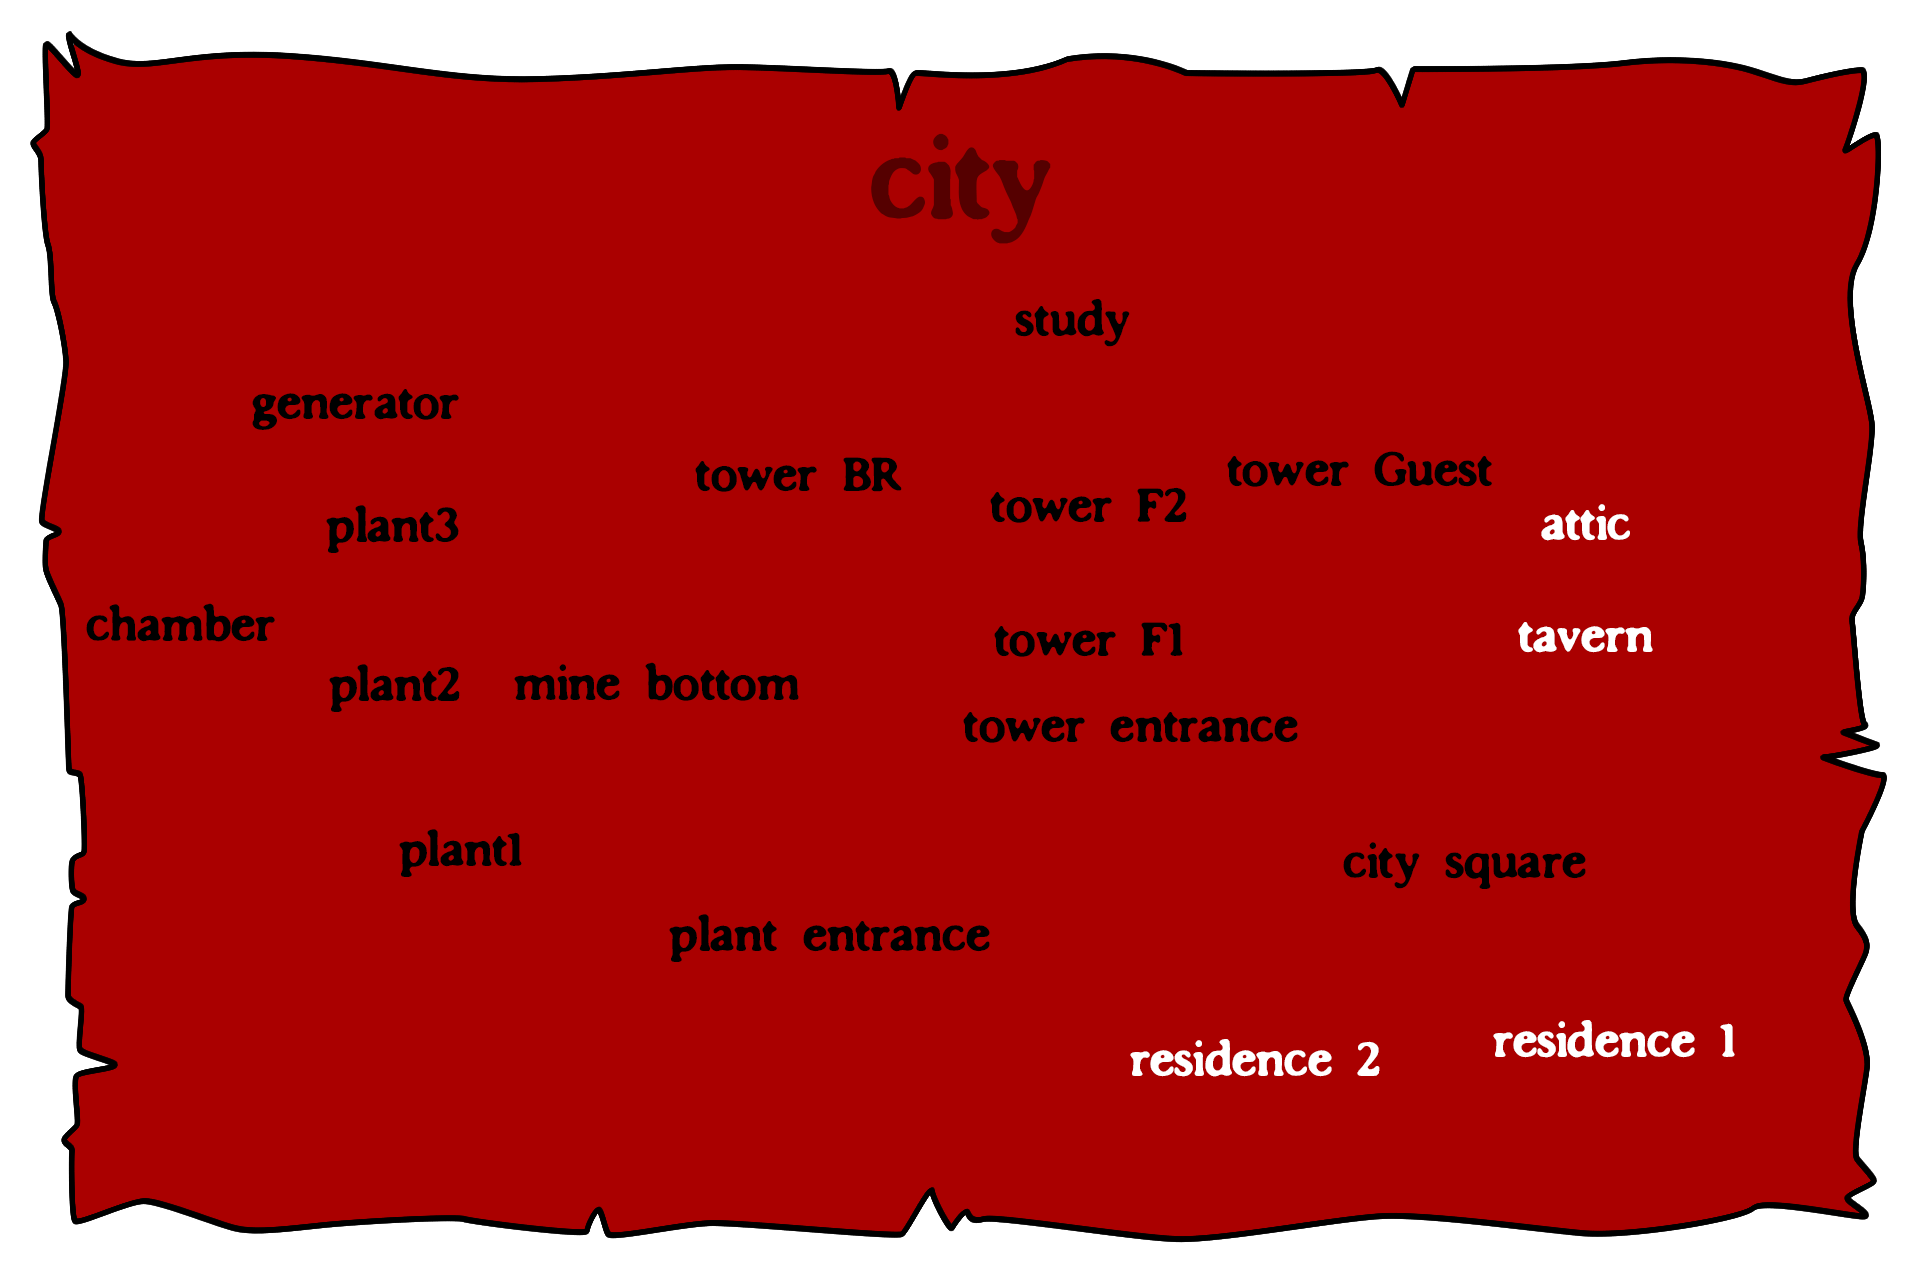 city
study
generator
tower BR
tower Guest
tower F2
attic
plant3
chamber
tower F1
tavern
plant2
mine bottom
tower entrance
plant1
city square
plant entrance
residence 2
residence 1